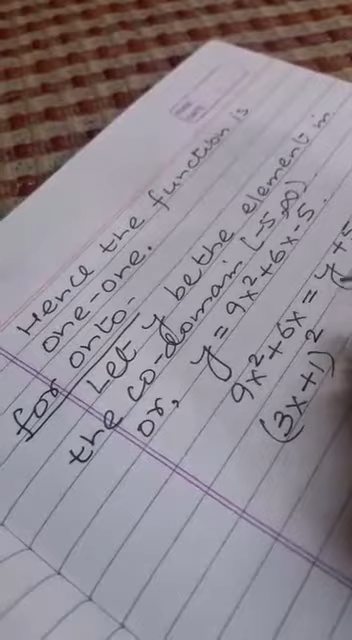 Hence the function is
one-one.
for onto-
Let y be the element in
the co-domain [-5,∞)
or, y = 9x²+6x-5.
9x²+6x = y+5
(3x+1)²